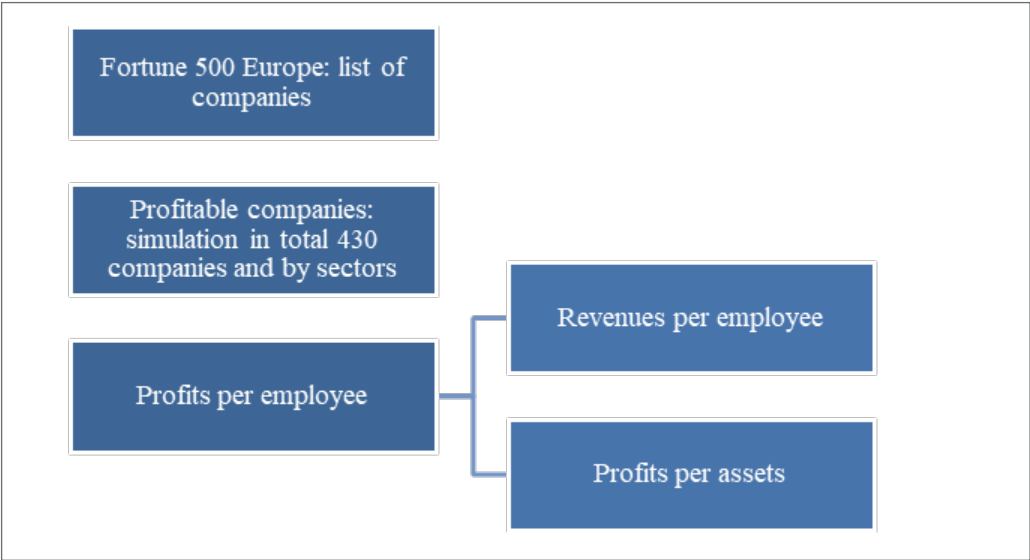 Fortune 500 Europe: list of
companies
Profitable companies:
simulation in total 430
companies and by sectors
Profits per employee
Revenues per employee
Profits per assets